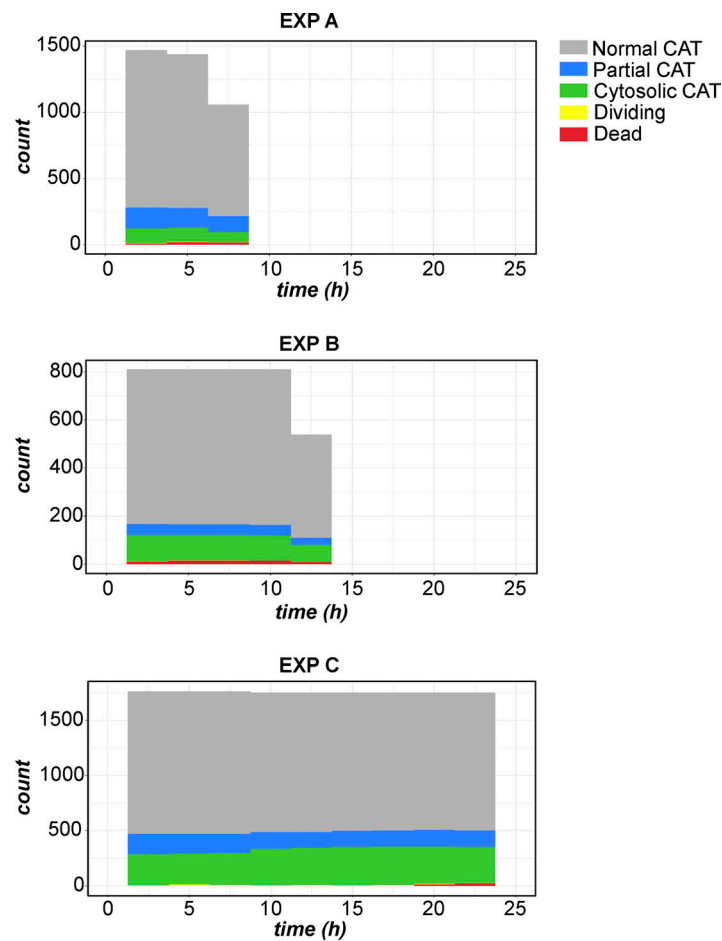 EXP A
1500
1000
500
0
count
0 5 10 15 20 25
time (h)
Normal CAT
Partial CAT
Cytosolic CAT
Dividing
Dead
EXP B
800
600
400
200
0
count
0 5 10 15 20 25
time (h)
EXP C
1500
1000
500
0
count
0 5 10 15 20 25
time (h)